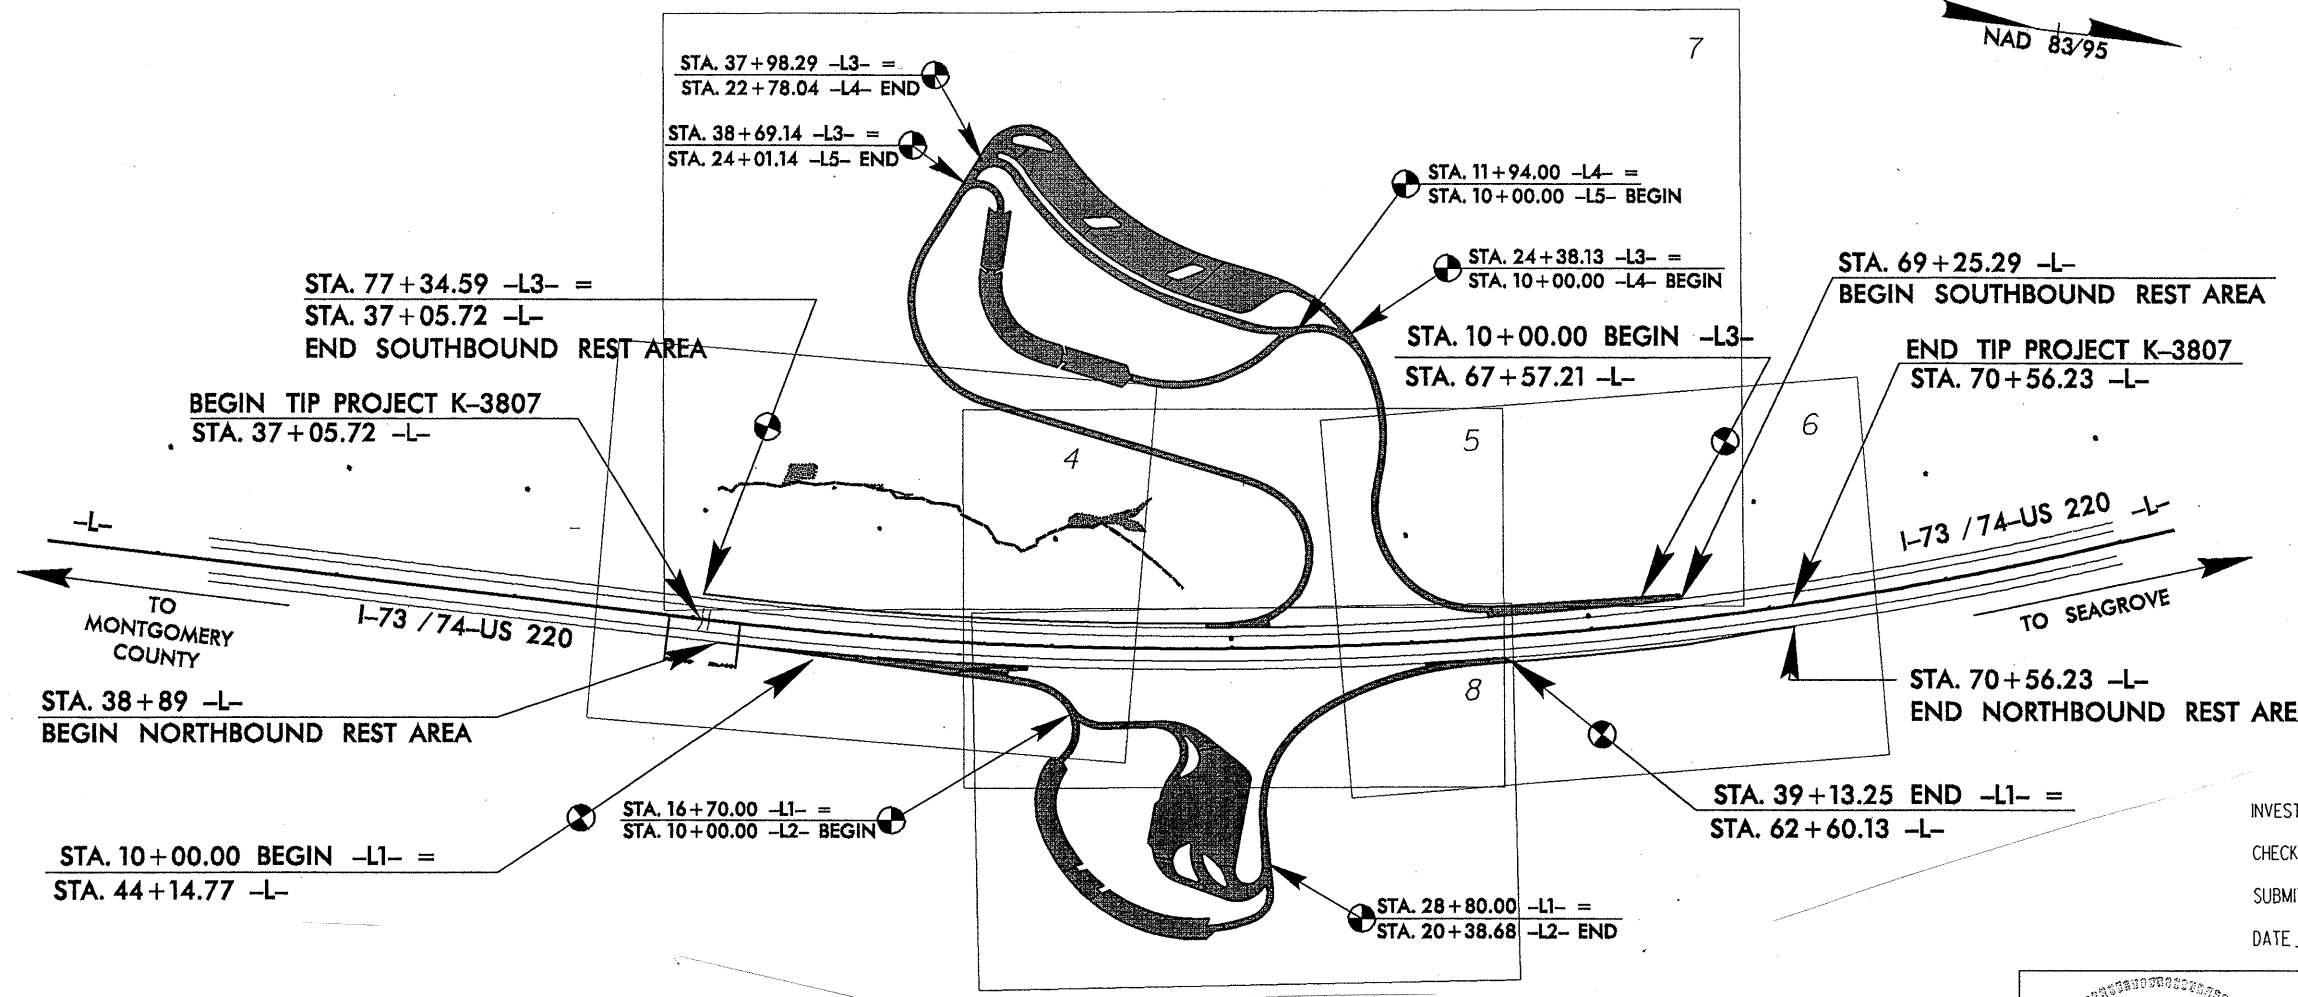 NAD 83/95
7
STA. 37+98.29 –L3– =
STA. 22+78.04 –L4– END
STA. 38+69.14 –L3– =
STA. 24+01.14 –L5– END
STA. 11+94.00 –L4– =
STA. 10+00.00 –L5– BEGIN
STA. 24+38.13 –L3– =
STA. 10+00.00 –L4– BEGIN
STA. 69+25.29 –L–
BEGIN SOUTHBOUND REST AREA
STA. 77+34.59 –L3– =
STA. 37+05.72 –L–
END SOUTHBOUND REST AREA
STA. 10+00.00 BEGIN –L3–
STA. 67+57.21 –L–
END TIP PROJECT K–3807
STA. 70+56.23 –L–
BEGIN TIP PROJECT K–3807
STA. 37+05.72 –L–
4
5
6
–L–
I–73 /74–US 220 –L–
TO
MONTGOMERY
COUNTY
I–73 /74–US 220
TO SEAGROVE
STA. 38+89 –L–
BEGIN NORTHBOUND REST AREA
8
STA. 70+56.23 –L–
END NORTHBOUND REST ARE
STA. 16+70.00 –L1– =
STA. 10+00.00 –L2– BEGIN
STA. 39+13.25 END –L1– =
STA. 62+60.13 –L–
STA. 10+00.00 BEGIN –L1– =
STA. 44+14.77 –L–
STA. 28+80.00 –L1– =
STA. 20+38.68 –L2– END
INVEST
CHECK
SUBMI
DATE